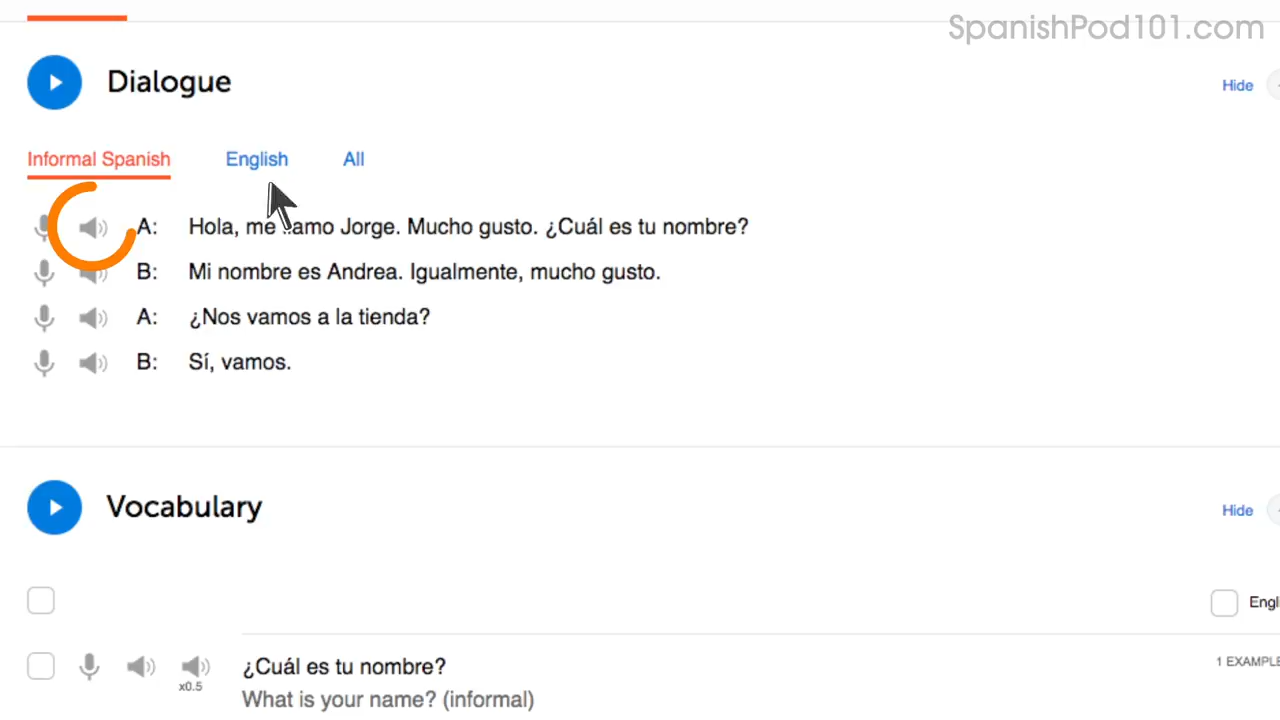 SpanishPod101.com
Dialogue
Hide
Informal Spanish English All
A: Hola, me llamo Jorge. Mucho gusto. ¿Cuál es tu nombre?
B: Mi nombre es Andrea. Igualmente, mucho gusto.
A: ¿Nos vamos a la tienda?
B: Sí, vamos.
Vocabulary
Hide
¿Cuál es tu nombre?
1 EXAMPLE
x0.5
What is your name? (informal)